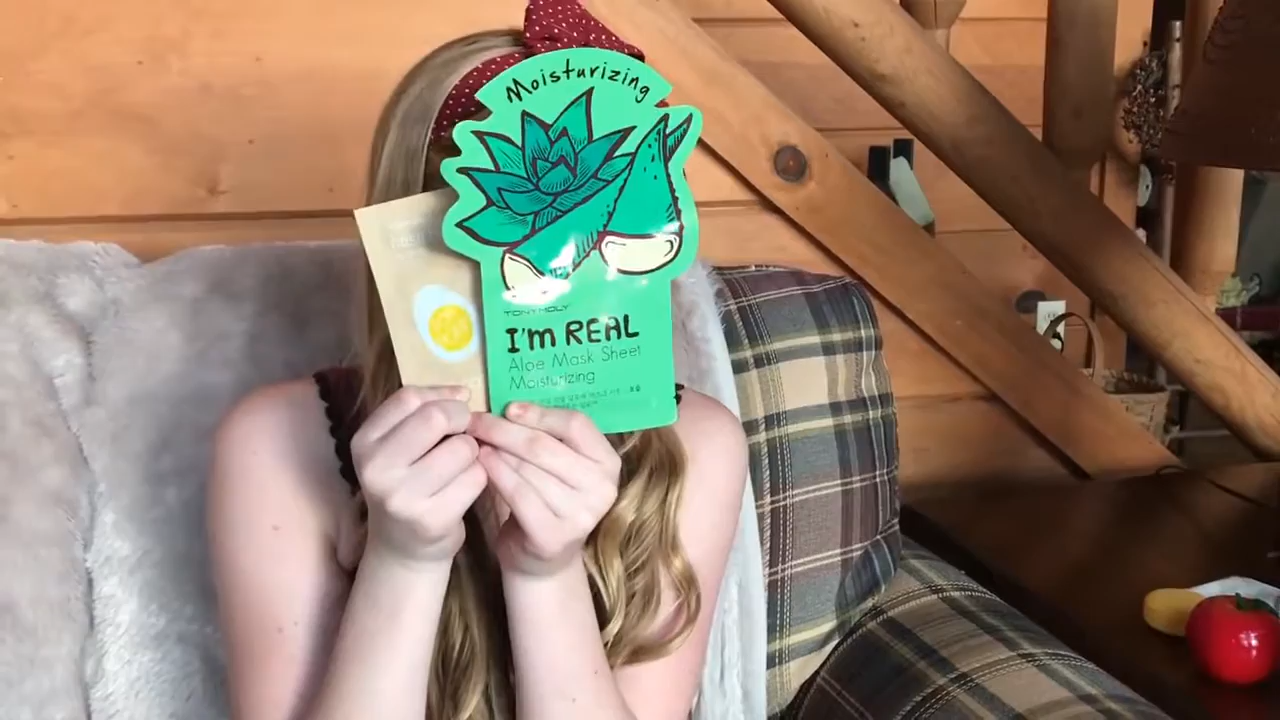 Moisturizing
TONYMOLY
I'm REAL
Aloe Mask Sheet
Moisturizing